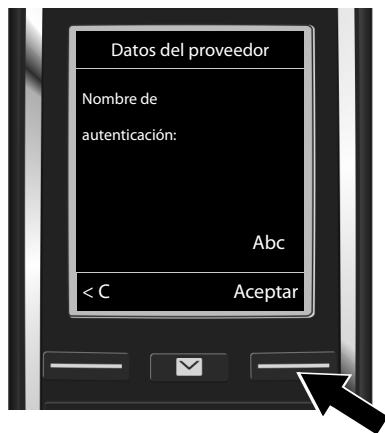 Datos del proveedor
Nombre de
autenticación:
Abc
< C Aceptar